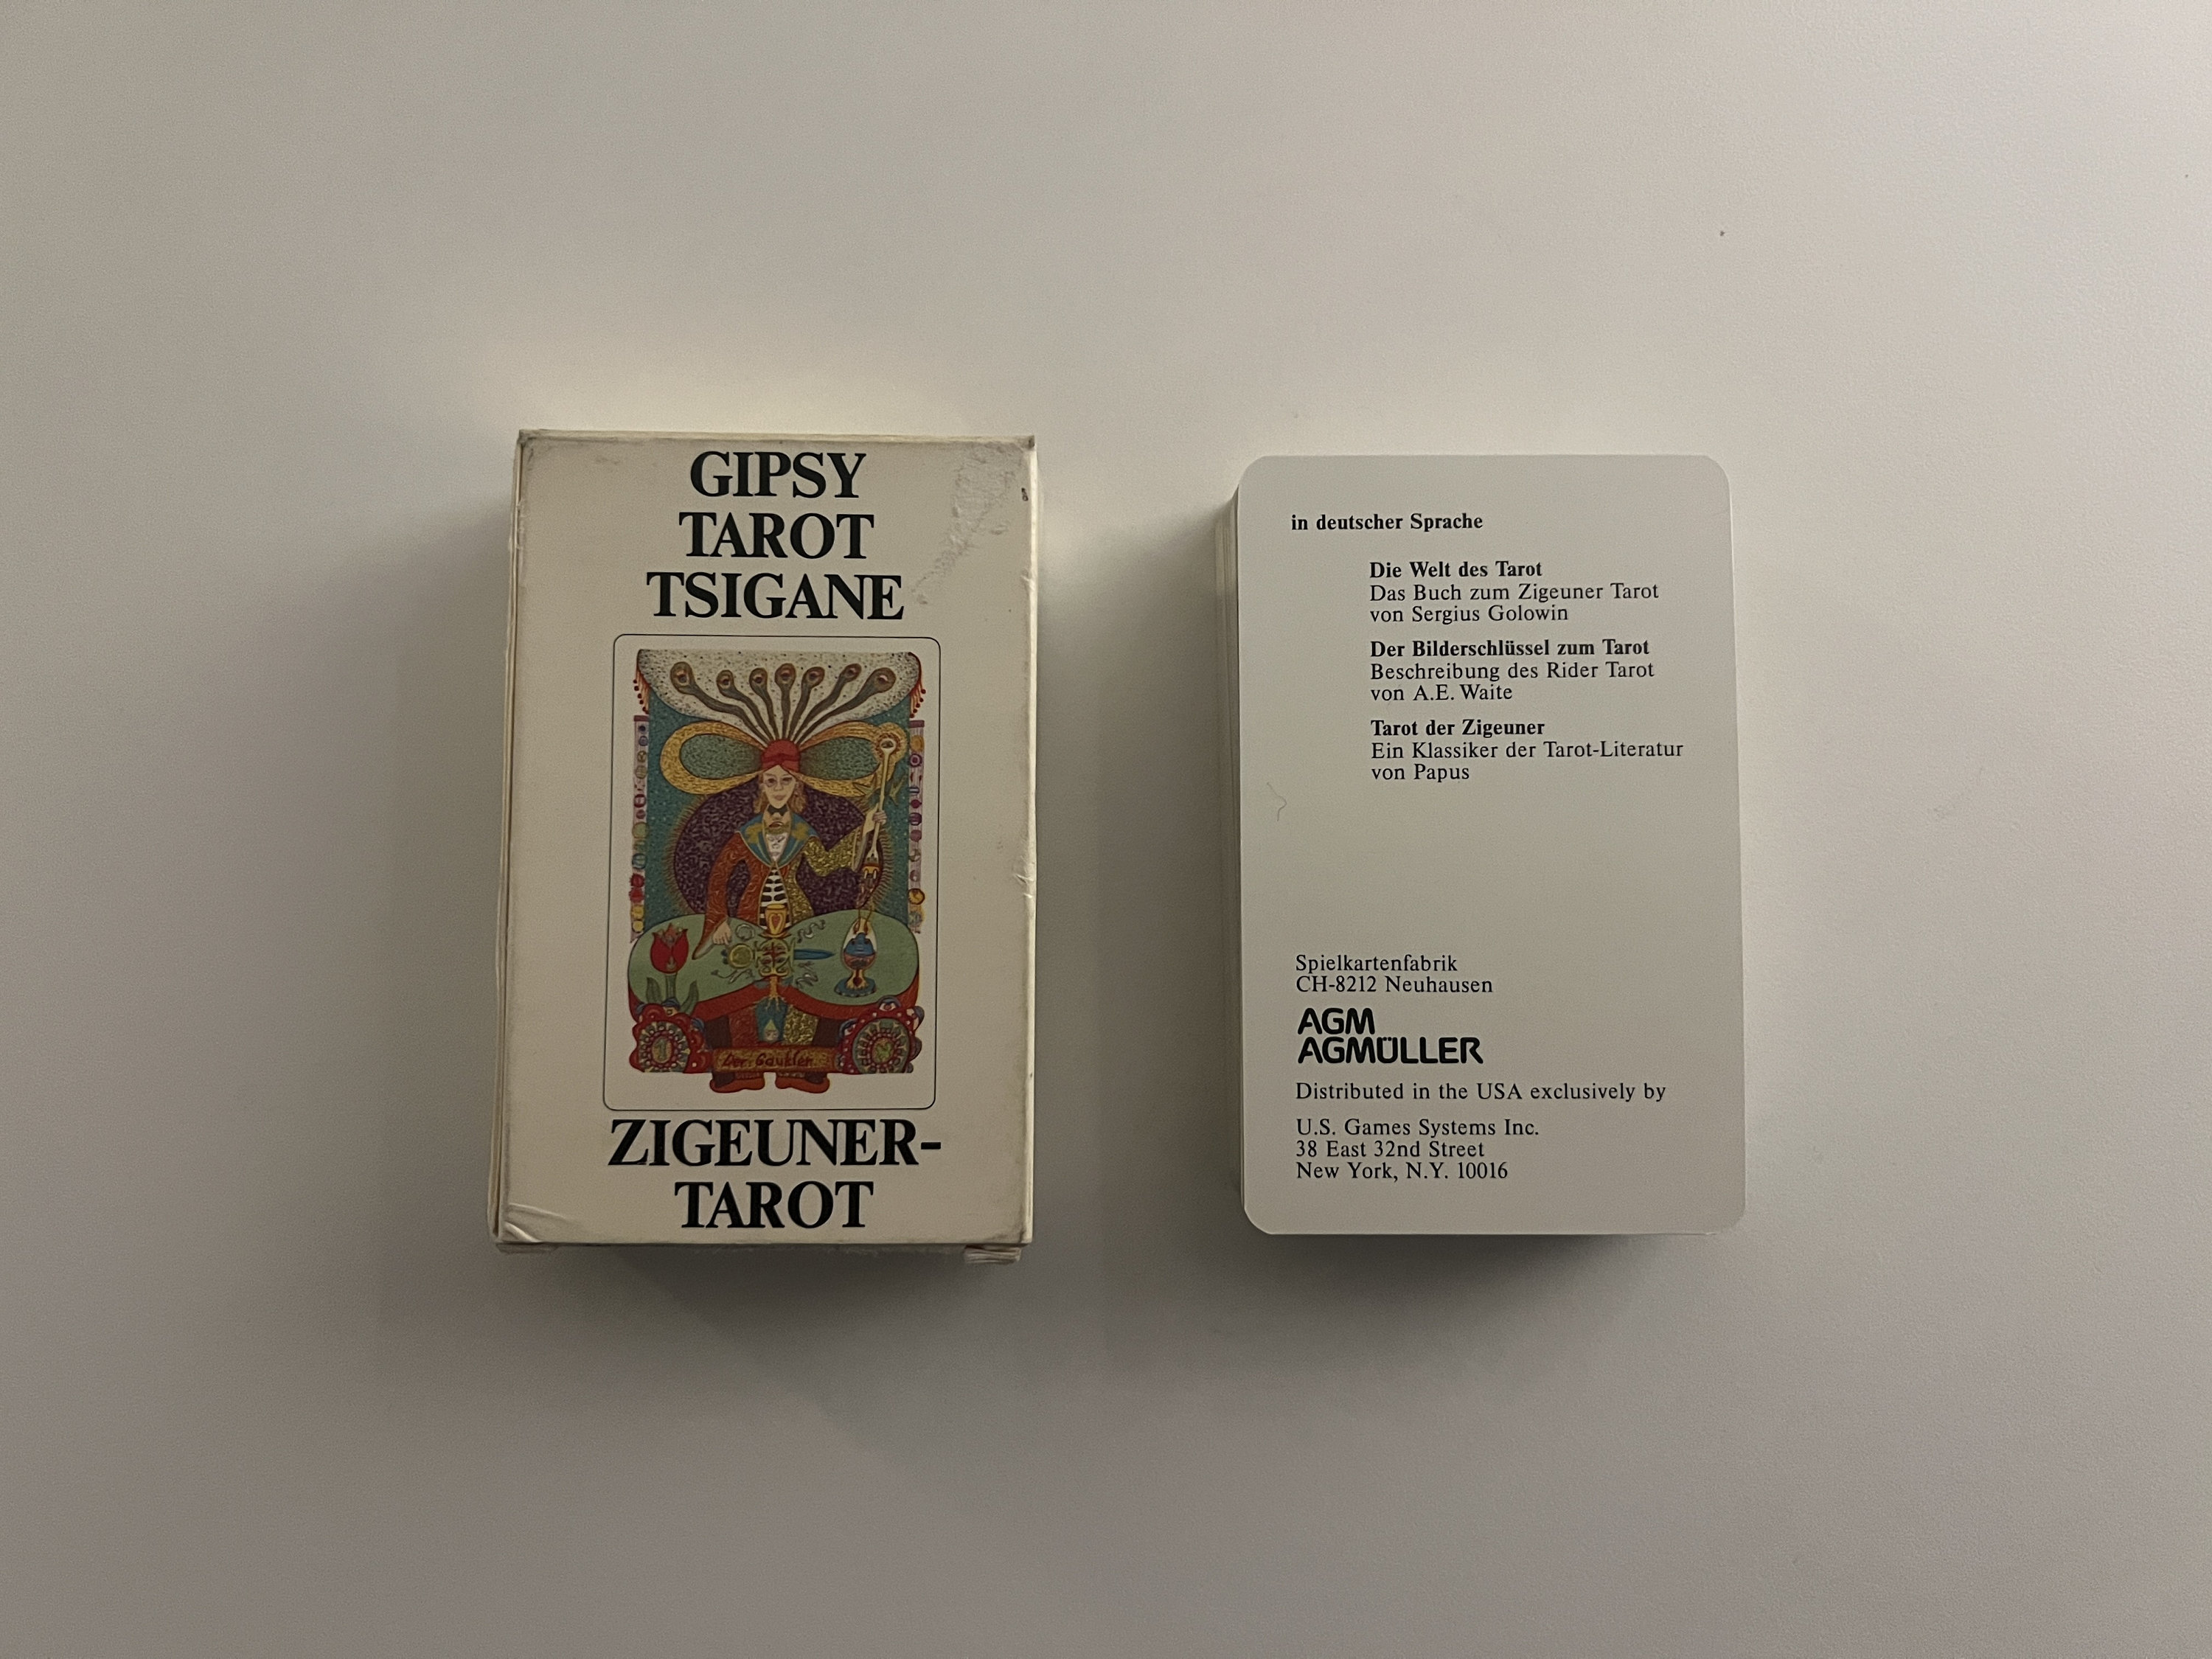 GIPSY
TAROT
TSIGANE
Der Gaukler
ZIGEUNER-
TAROT
in deutscher Sprache
Die Welt des Tarot
Das Buch zum Zigeuner Tarot
von Sergius Golowin
Der Bilderschlüssel zum Tarot
Beschreibung des Rider Tarot
von A.E. Waite
Tarot der Zigeuner
Ein Klassiker der Tarot-Literatur
von Papus
Spielkartenfabrik
CH-8212 Neuhausen
AGM
AGMÜLLER
Distributed in the USA exclusively by
U.S. Games Systems Inc.
38 East 32nd Street
New York, N.Y. 10016